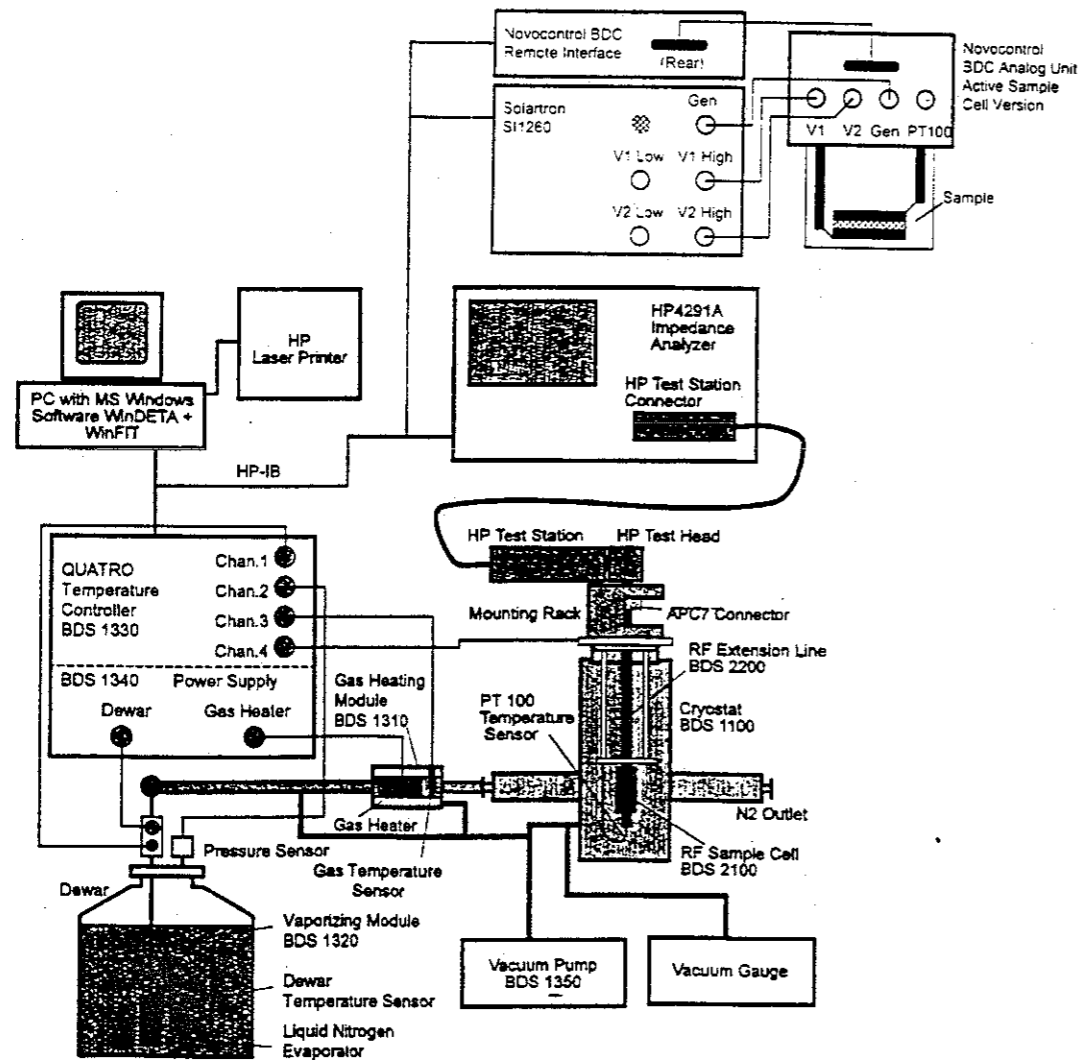 Novocontrol BDC
Remote Interface
(Rear)
Novocontrol
BDC Analog Unit
Active Sample
Cell Version
Solartron
SI1260
Gen
V1 Low
V1 High
V2 Low
V2 High
V1
V2
Gen
PT100
Sample
HP
Laser Printer
PC with MS Windows
Software WinDETA +
WinFIT
HP4291A
Impedance
Analyzer
HP Test Station
Connector
HP-IB
HP Test Station
HP Test Head
QUATRO
Temperature
Controller
BDS 1330
Chan.1
Chan.2
Chan.3
Chan.4
Mounting Rack
APC7 Connector
RF Extension Line
BDS 2200
Cryostat
BDS 1100
BDS 1340
Power Supply
Dewar
Gas Heater
Gas Heating
Module
BDS 1310
PT 100
Temperature
Sensor
N2 Outlet
Gas Heater
Pressure Sensor
Gas Temperature
Sensor
RF Sample Cell
BDS 2100
Dewar
Vaporizing Module
BDS 1320
Dewar
Temperature Sensor
Liquid Nitrogen
Evaporator
Vacuum Pump
BDS 1350
Vacuum Gauge